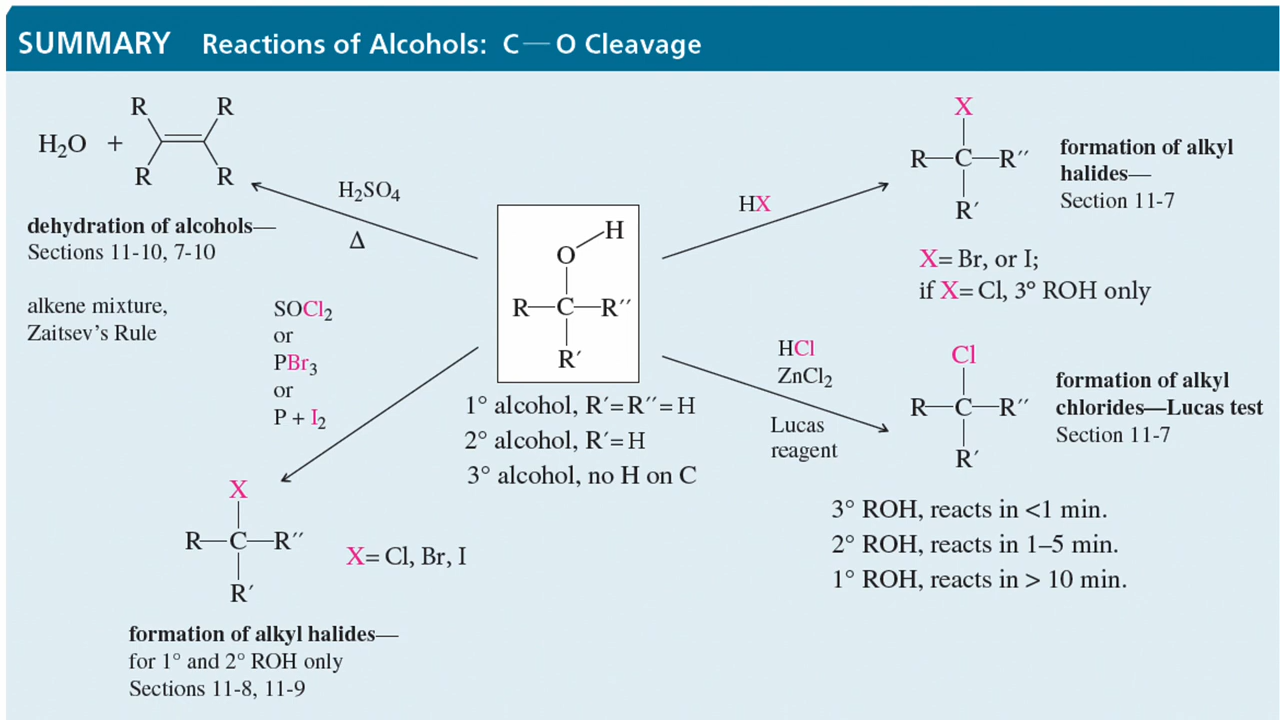 SUMMARY Reactions of Alcohols: C—O Cleavage
R R
H₂O +
R R
dehydration of alcohols—
Sections 11-10, 7-10
alkene mixture,
Zaitsev's Rule
H₂SO₄
Δ
HX
X
R—C—R″
R′
formation of alkyl
halides—
Section 11-7
X= Br, or I;
if X= Cl, 3° ROH only
H
O
R—C—R″
R′
1° alcohol, R′=R″=H
2° alcohol, R′=H
3° alcohol, no H on C
SOCl₂
or
PBr₃
or
P + I₂
X
R—C—R″
R′
X= Cl, Br, I
formation of alkyl halides—
for 1° and 2° ROH only
Sections 11-8, 11-9
HCl
ZnCl₂
Lucas
reagent
Cl
R—C—R″
R′
formation of alkyl
chlorides—Lucas test
Section 11-7
3° ROH, reacts in <1 min.
2° ROH, reacts in 1–5 min.
1° ROH, reacts in > 10 min.